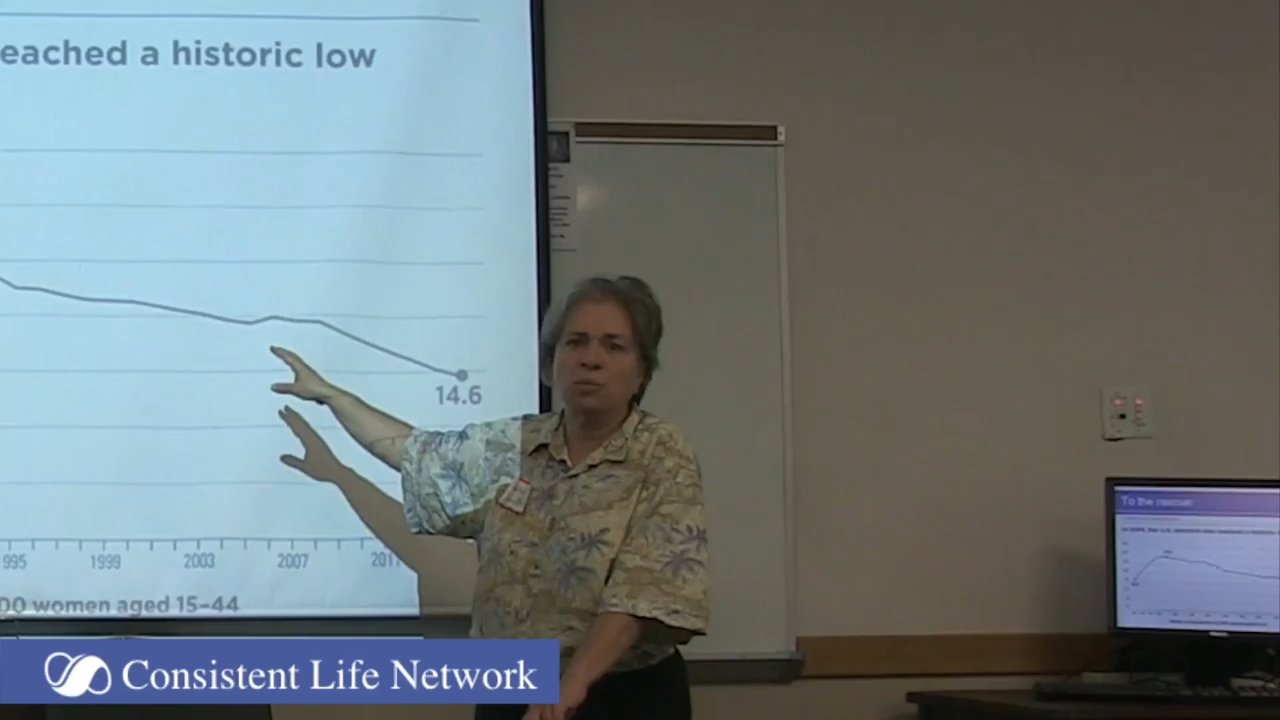 eached a historic low
14.6
995 1999 2003 2007 201
00 women aged 15–44
Consistent Life Network
To the rescue: